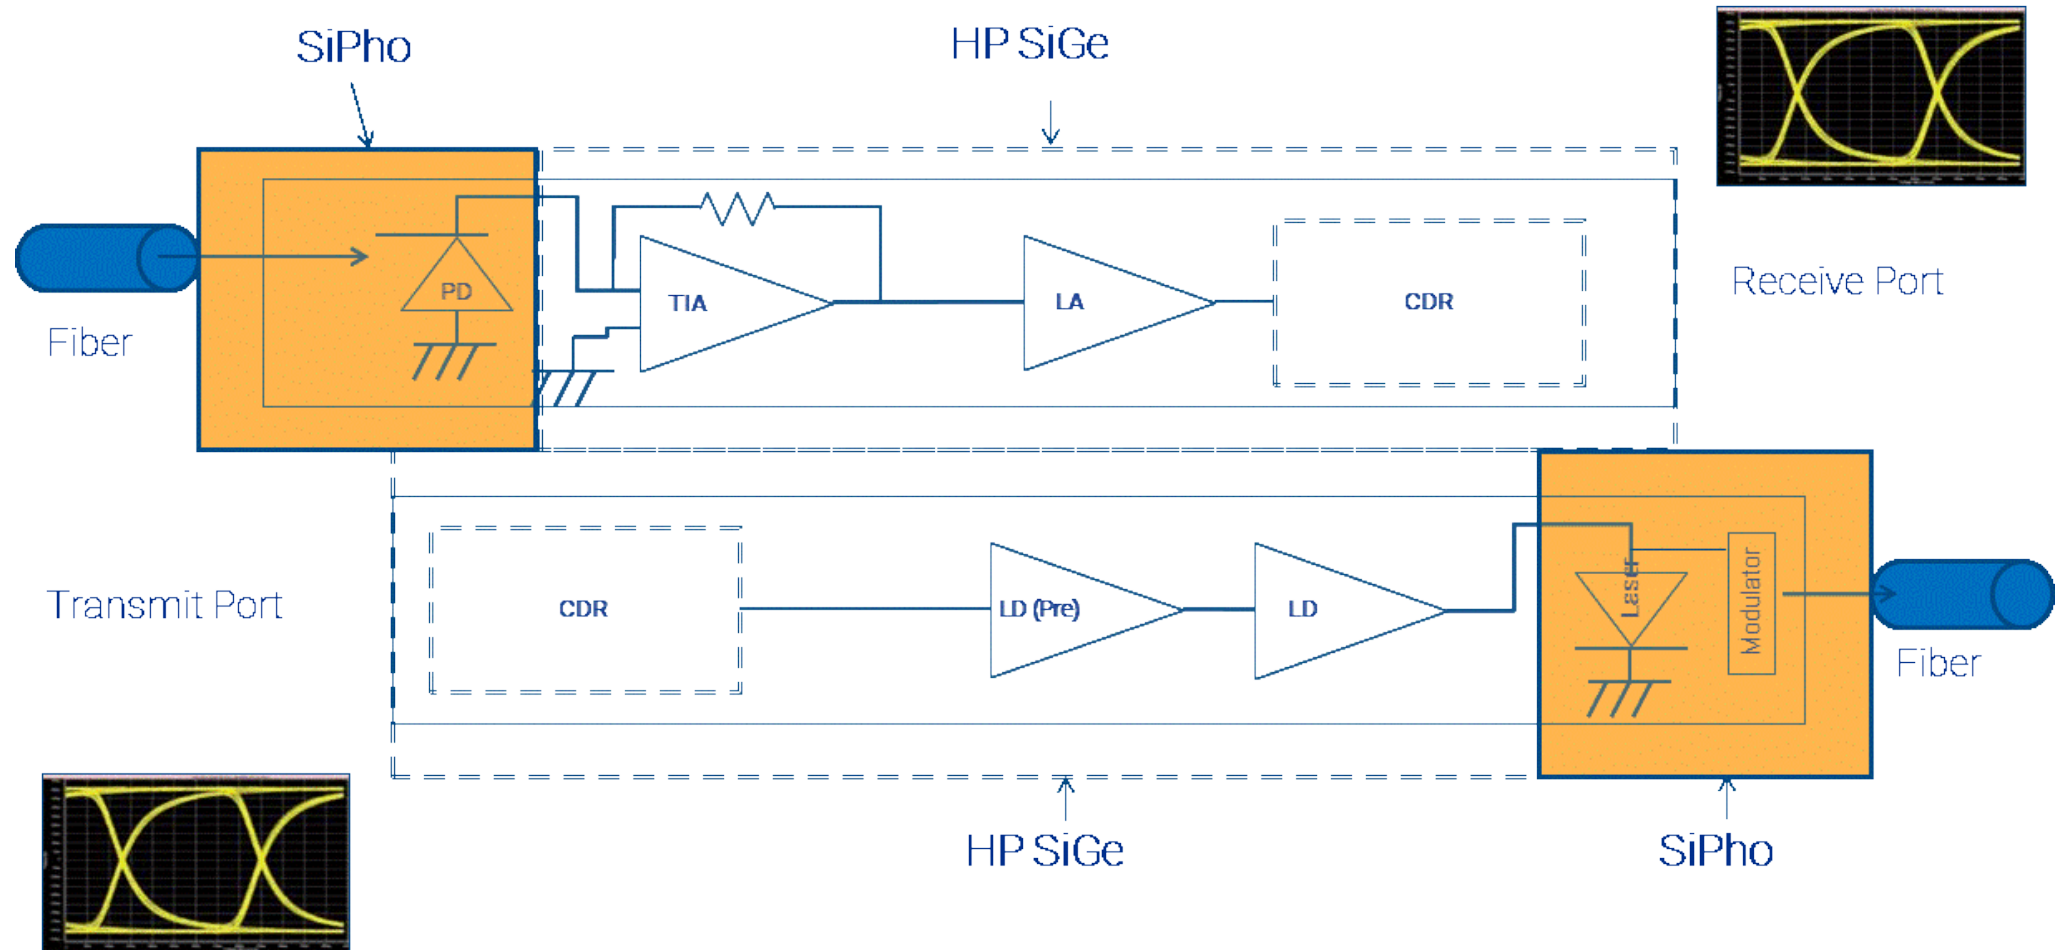 SiPho
HP SiGe
PD
TIA
LA
CDR
Receive Port
Fiber
Transmit Port
CDR
LD (Pre)
LD
Laser
Modulator
Fiber
HP SiGe
SiPho